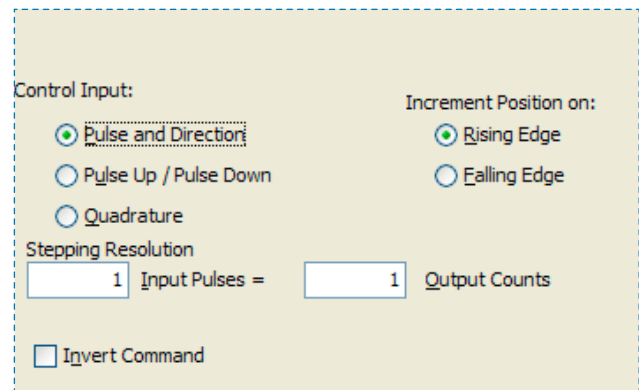 Control Input:
Increment Position on:
Pulse and Direction
Rising Edge
Pulse Up / Pulse Down
Falling Edge
Quadrature
Stepping Resolution
1 Input Pulses = 1 Output Counts
Invert Command